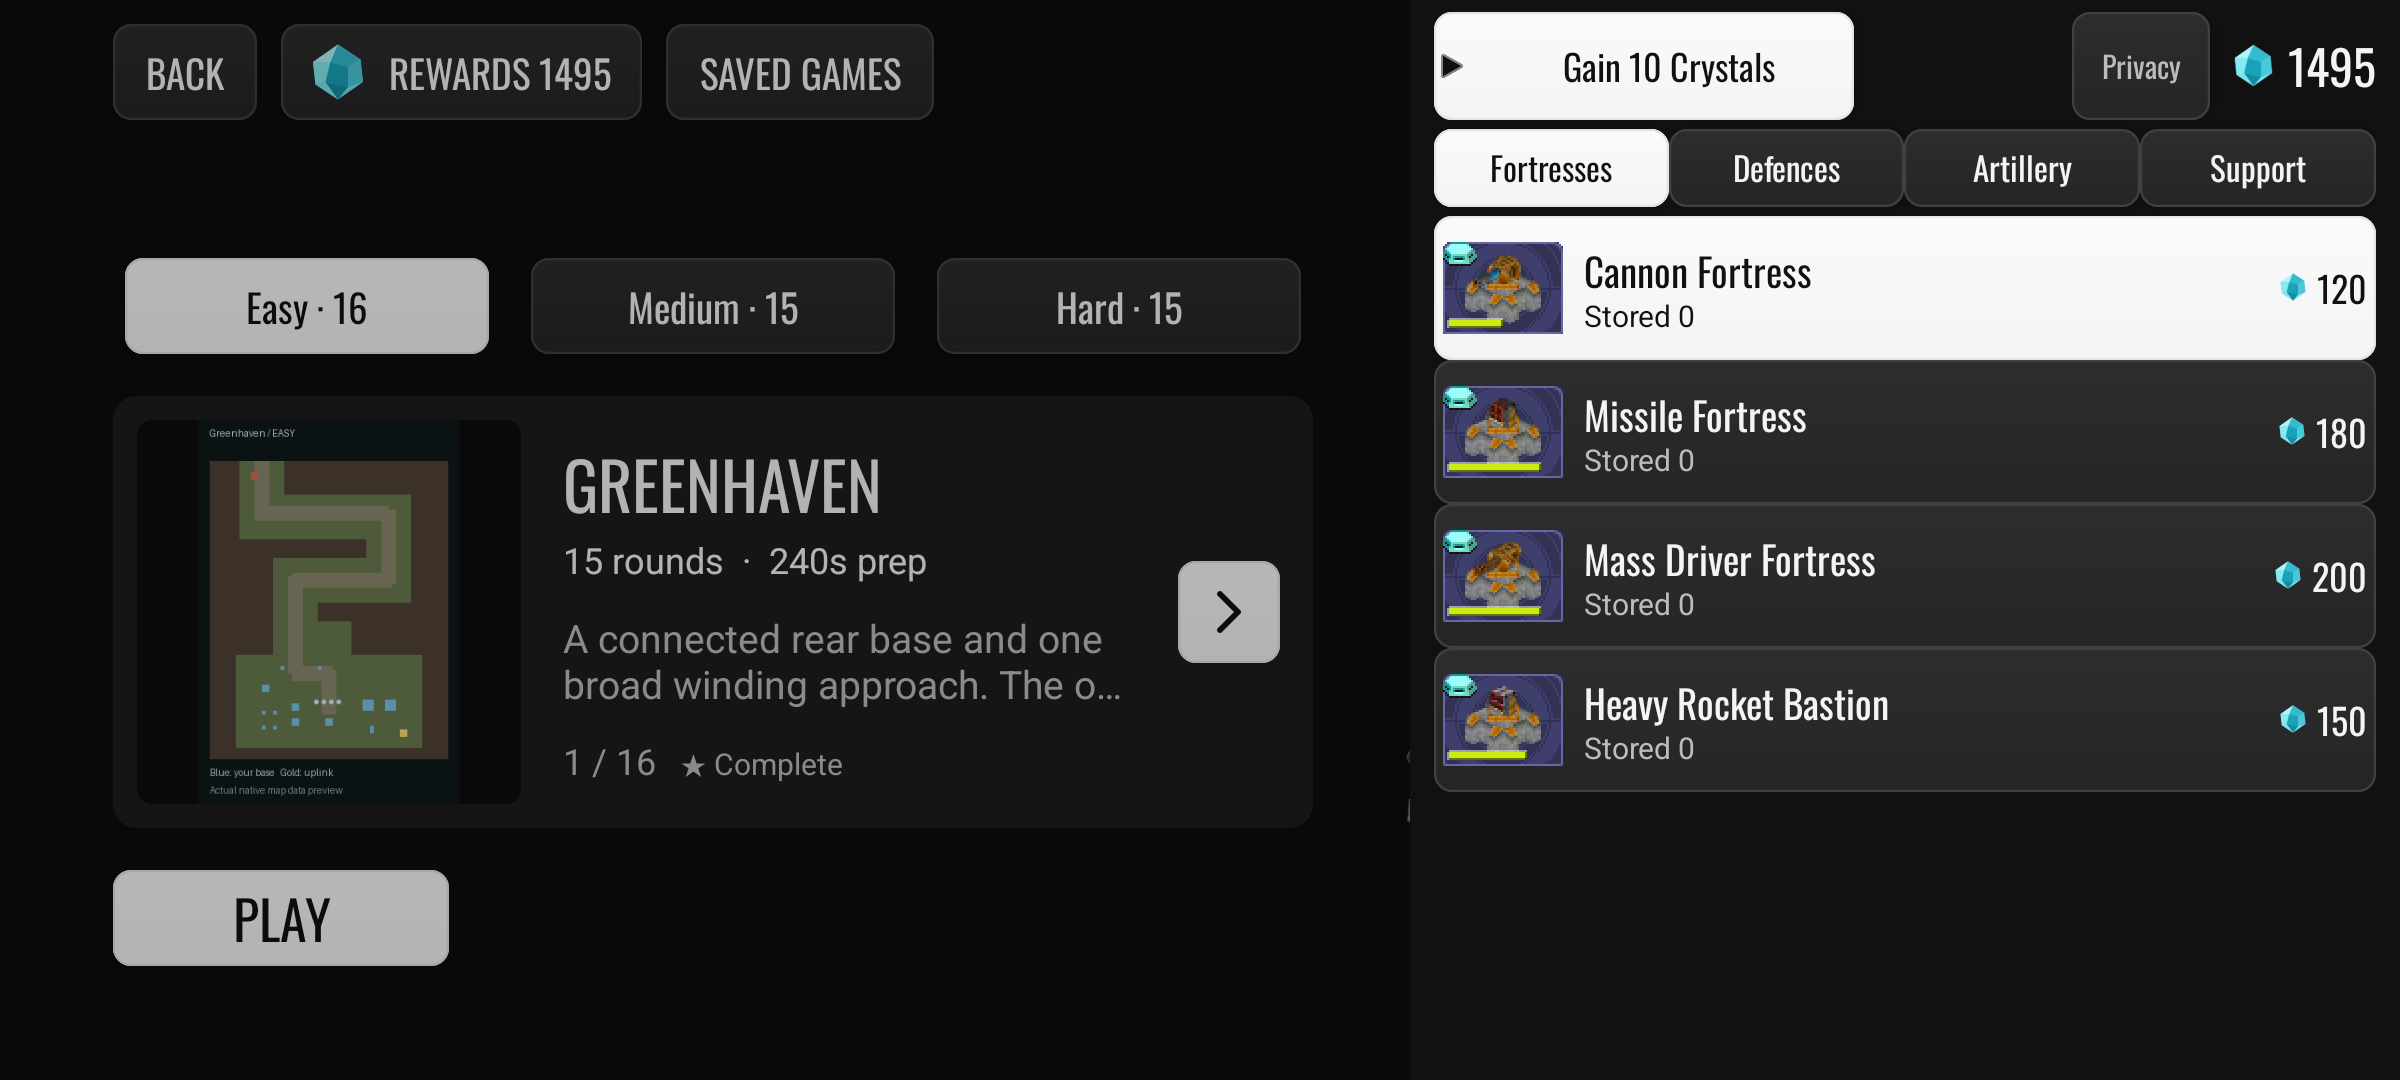 BACK
REWARDS 1495
SAVED GAMES
Easy · 16
Medium · 15
Hard · 15
Greenhaven / EASY
Blue: your base Gold: uplink
Actual native map data preview
GREENHAVEN
15 rounds · 240s prep
A connected rear base and one
broad winding approach. The o...
1 / 16 ★ Complete
PLAY
Gain 10 Crystals
Privacy
1495
Fortresses
Defences
Artillery
Support
Cannon Fortress
Stored 0
120
Missile Fortress
Stored 0
180
Mass Driver Fortress
Stored 0
200
Heavy Rocket Bastion
Stored 0
150